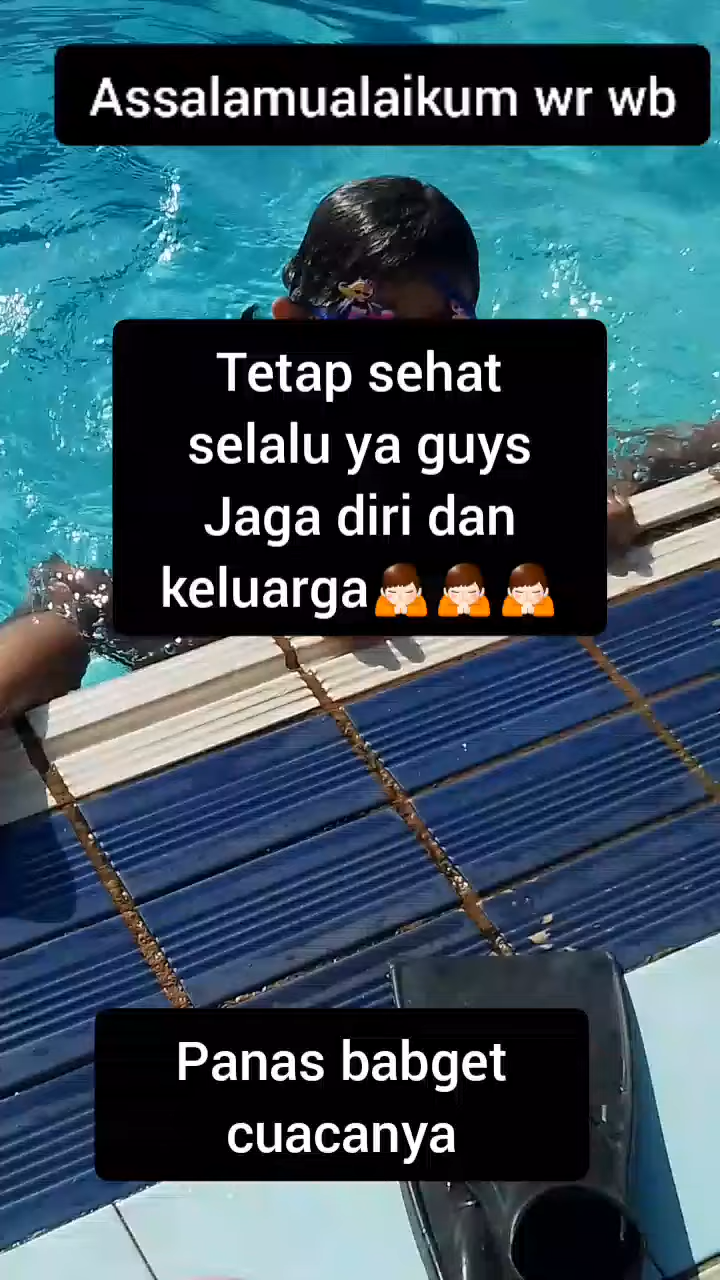 Assalamualaikum wr wb
Tetap sehat
selalu ya guys
Jaga diri dan
keluarga🙏🙏🙏
Panas babget
cuacanya